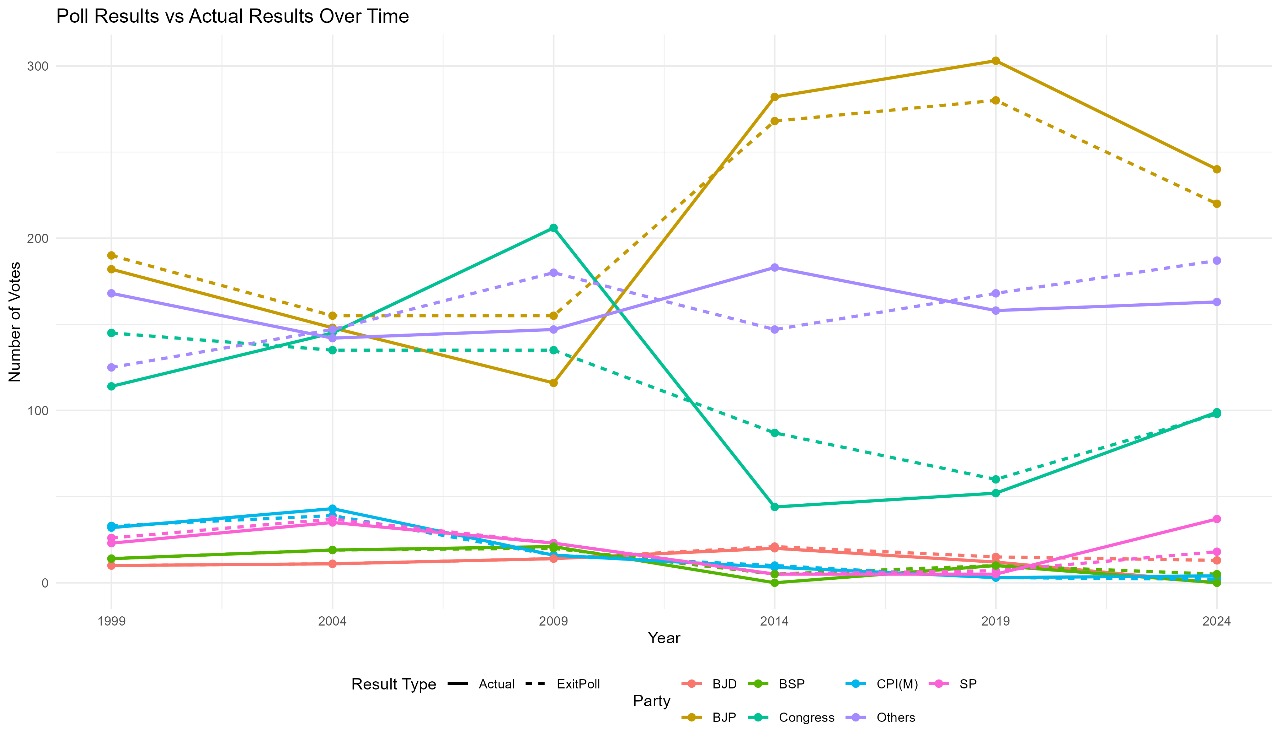 Poll Results vs Actual Results Over Time
Number of Votes
300
200
100
0
1999 2004 2009 2014 2019 2024
Year
Result Type Actual ExitPoll
Party
BJD BSP CPI(M) SP
BJP Congress Others